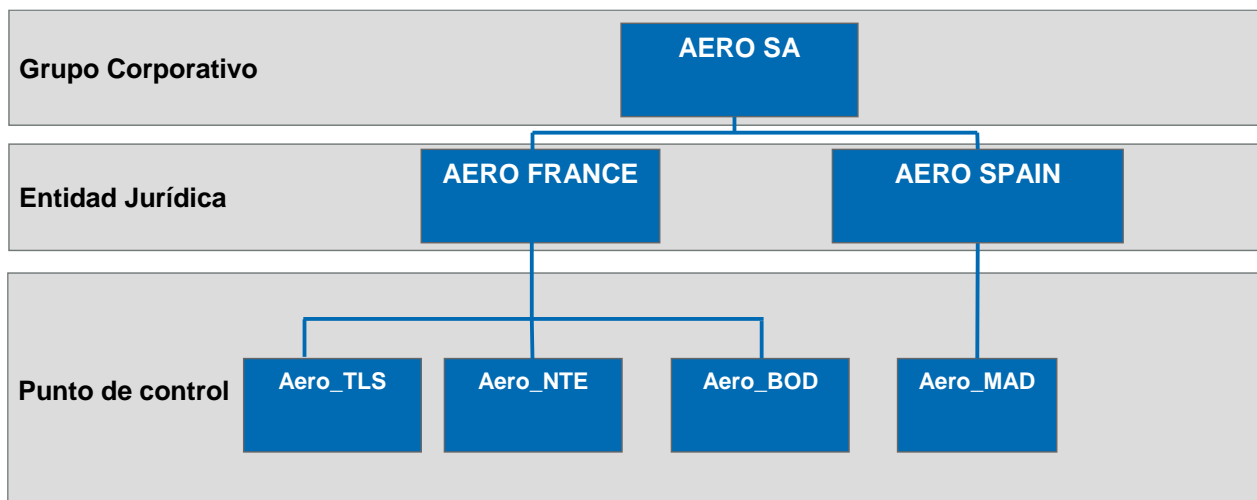 Grupo Corporativo
AERO SA
Entidad Jurídica
AERO FRANCE
AERO SPAIN
Punto de control
Aero_TLS
Aero_NTE
Aero_BOD
Aero_MAD